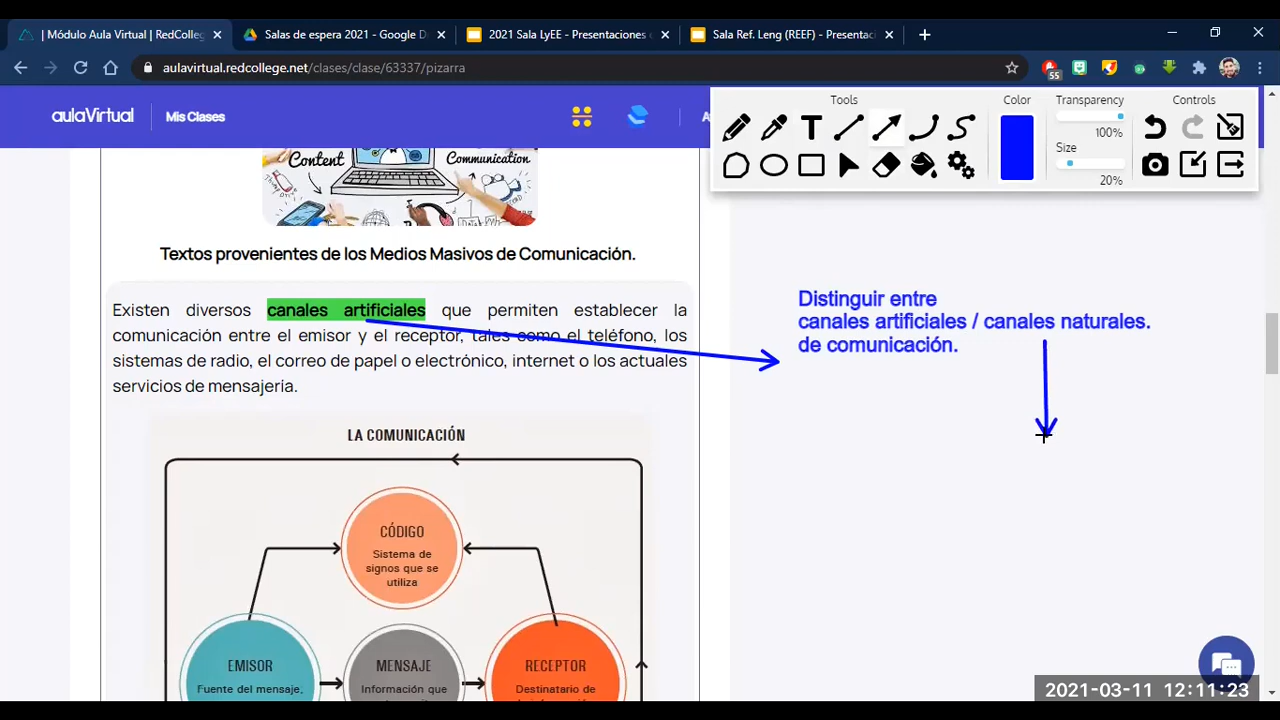 | Módulo Aula Virtual | RedColleg
Salas de espera 2021 - Google D
2021 Sala LyEE - Presentaciones
Sala Ref. Leng (REEF) - Presentaci
aulavirtual.redcollege.net/clases/clase/63337/pizarra
55
aulaVirtual
Mis Clases
Tools
Color
Transparency
100%
Size
20%
Controls
Content
Communication
Textos provenientes de los Medios Masivos de Comunicación.
Existen diversos canales artificiales que permiten establecer la
comunicación entre el emisor y el receptor, tales como el teléfono, los
sistemas de radio, el correo de papel o electrónico, internet o los actuales
servicios de mensajería.
Distinguir entre
canales artificiales / canales naturales.
de comunicación.
LA COMUNICACIÓN
CÓDIGO
Sistema de
signos que se
utiliza
EMISOR
Fuente del mensaje,
MENSAJE
Información que
RECEPTOR
Destinatario de
2021-03-11 12:11:23